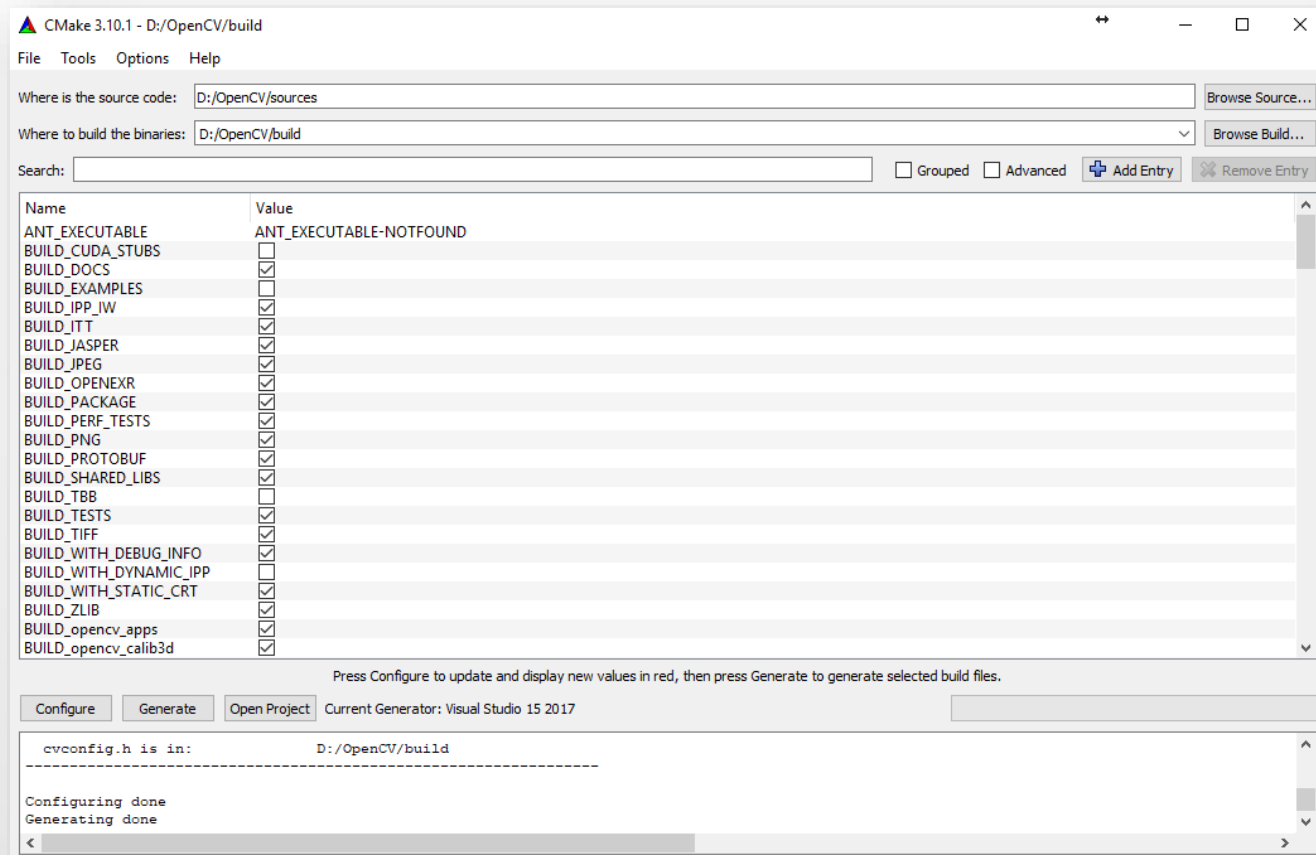 CMake 3.10.1 - D:/OpenCV/build
File Tools Options Help
Where is the source code: D:/OpenCV/sources Browse Source...
Where to build the binaries: D:/OpenCV/build Browse Build...
Search: Grouped Advanced Add Entry Remove Entry
Name Value
ANT_EXECUTABLE ANT_EXECUTABLE-NOTFOUND
BUILD_CUDA_STUBS
BUILD_DOCS
BUILD_EXAMPLES
BUILD_IPP_IW
BUILD_ITT
BUILD_JASPER
BUILD_JPEG
BUILD_OPENEXR
BUILD_PACKAGE
BUILD_PERF_TESTS
BUILD_PNG
BUILD_PROTOBUF
BUILD_SHARED_LIBS
BUILD_TBB
BUILD_TESTS
BUILD_TIFF
BUILD_WITH_DEBUG_INFO
BUILD_WITH_DYNAMIC_IPP
BUILD_WITH_STATIC_CRT
BUILD_ZLIB
BUILD_opencv_apps
BUILD_opencv_calib3d
Press Configure to update and display new values in red, then press Generate to generate selected build files.
Configure Generate Open Project Current Generator: Visual Studio 15 2017
cvconfig.h is in: D:/OpenCV/build
-----------------------------------------------------------------
Configuring done
Generating done